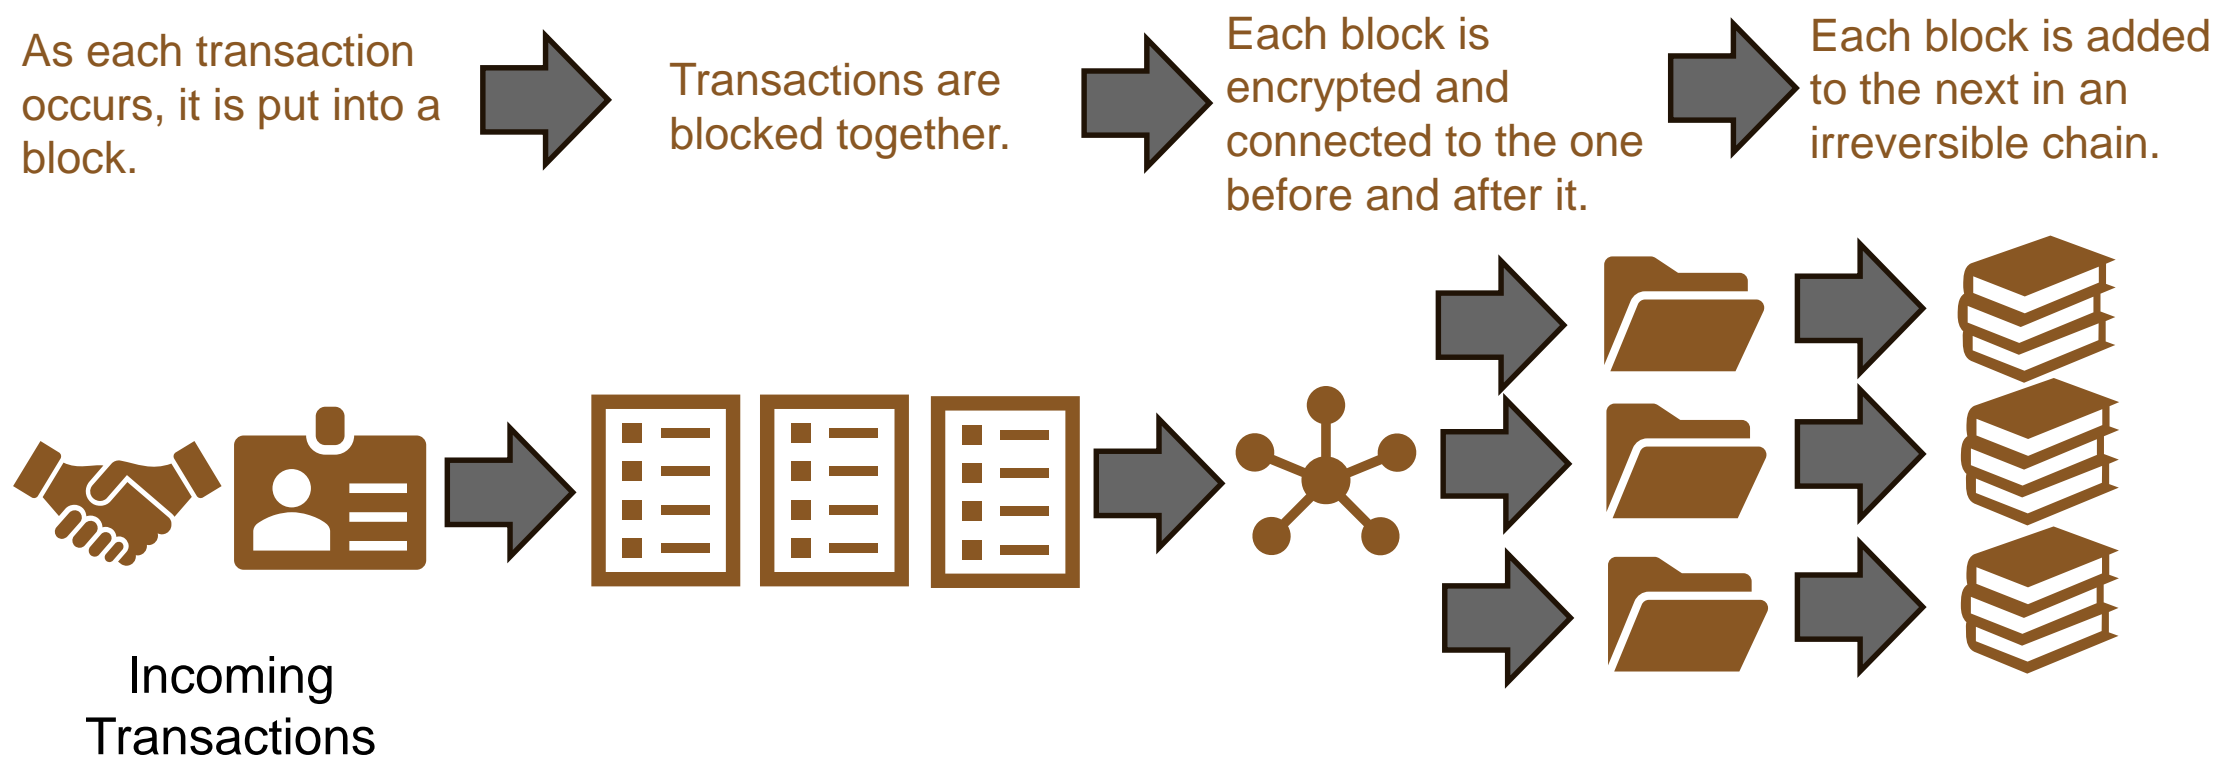 As each transaction
occurs, it is put into a
block.
Transactions are
blocked together.
Each block is
encrypted and
connected to the one
before and after it.
Each block is added
to the next in an
irreversible chain.
Incoming
Transactions